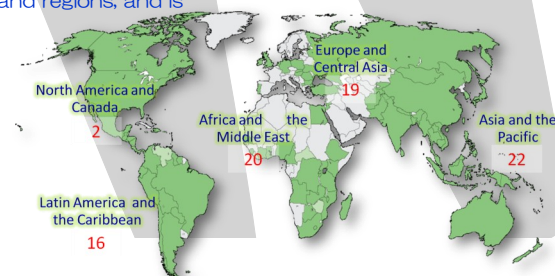 and regions, and is
Europe and
Central Asia
19
North America and
Canada
2
Africa and the
Middle East
20
Asia and the
Pacific
22
Latin America and
the Caribbean
16